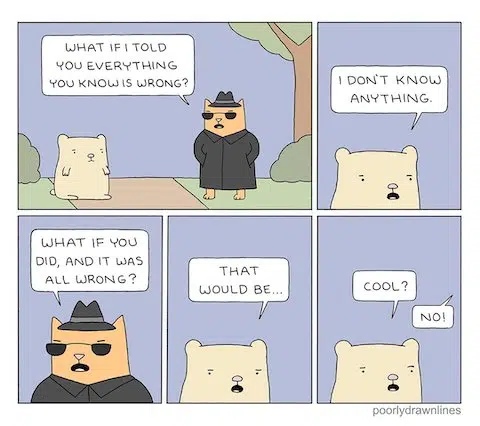 WHAT IF I TOLD
YOU EVERYTHING
YOU KNOW IS WRONG?
I DON'T KNOW
ANYTHING.
WHAT IF YOU
DID, AND IT WAS
ALL WRONG?
THAT
WOULD BE...
COOL?
NO!
poorlydrawnlines